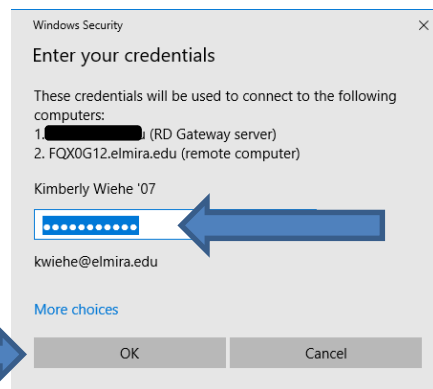 Windows Security
Enter your credentials
These credentials will be used to connect to the following
computers:
1. (RD Gateway server)
2. FQX0G12.elmira.edu (remote computer)
Kimberly Wiehe '07
●●●●●●●●●●●
kwiehe@elmira.edu
More choices
OK
Cancel